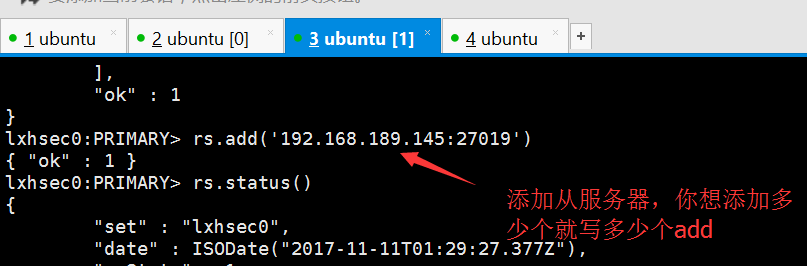 1 ubuntu × 2 ubuntu [0] × 3 ubuntu [1] × 4 ubuntu × +
],
"ok" : 1
}
lxhsec0:PRIMARY> rs.add('192.168.189.145:27019')
{ "ok" : 1 }
lxhsec0:PRIMARY> rs.status()
{
"set" : "lxhsec0",
"date" : ISODate("2017-11-11T01:29:27.377Z"),
添加从服务器，你想添加多
少个就写多少个add